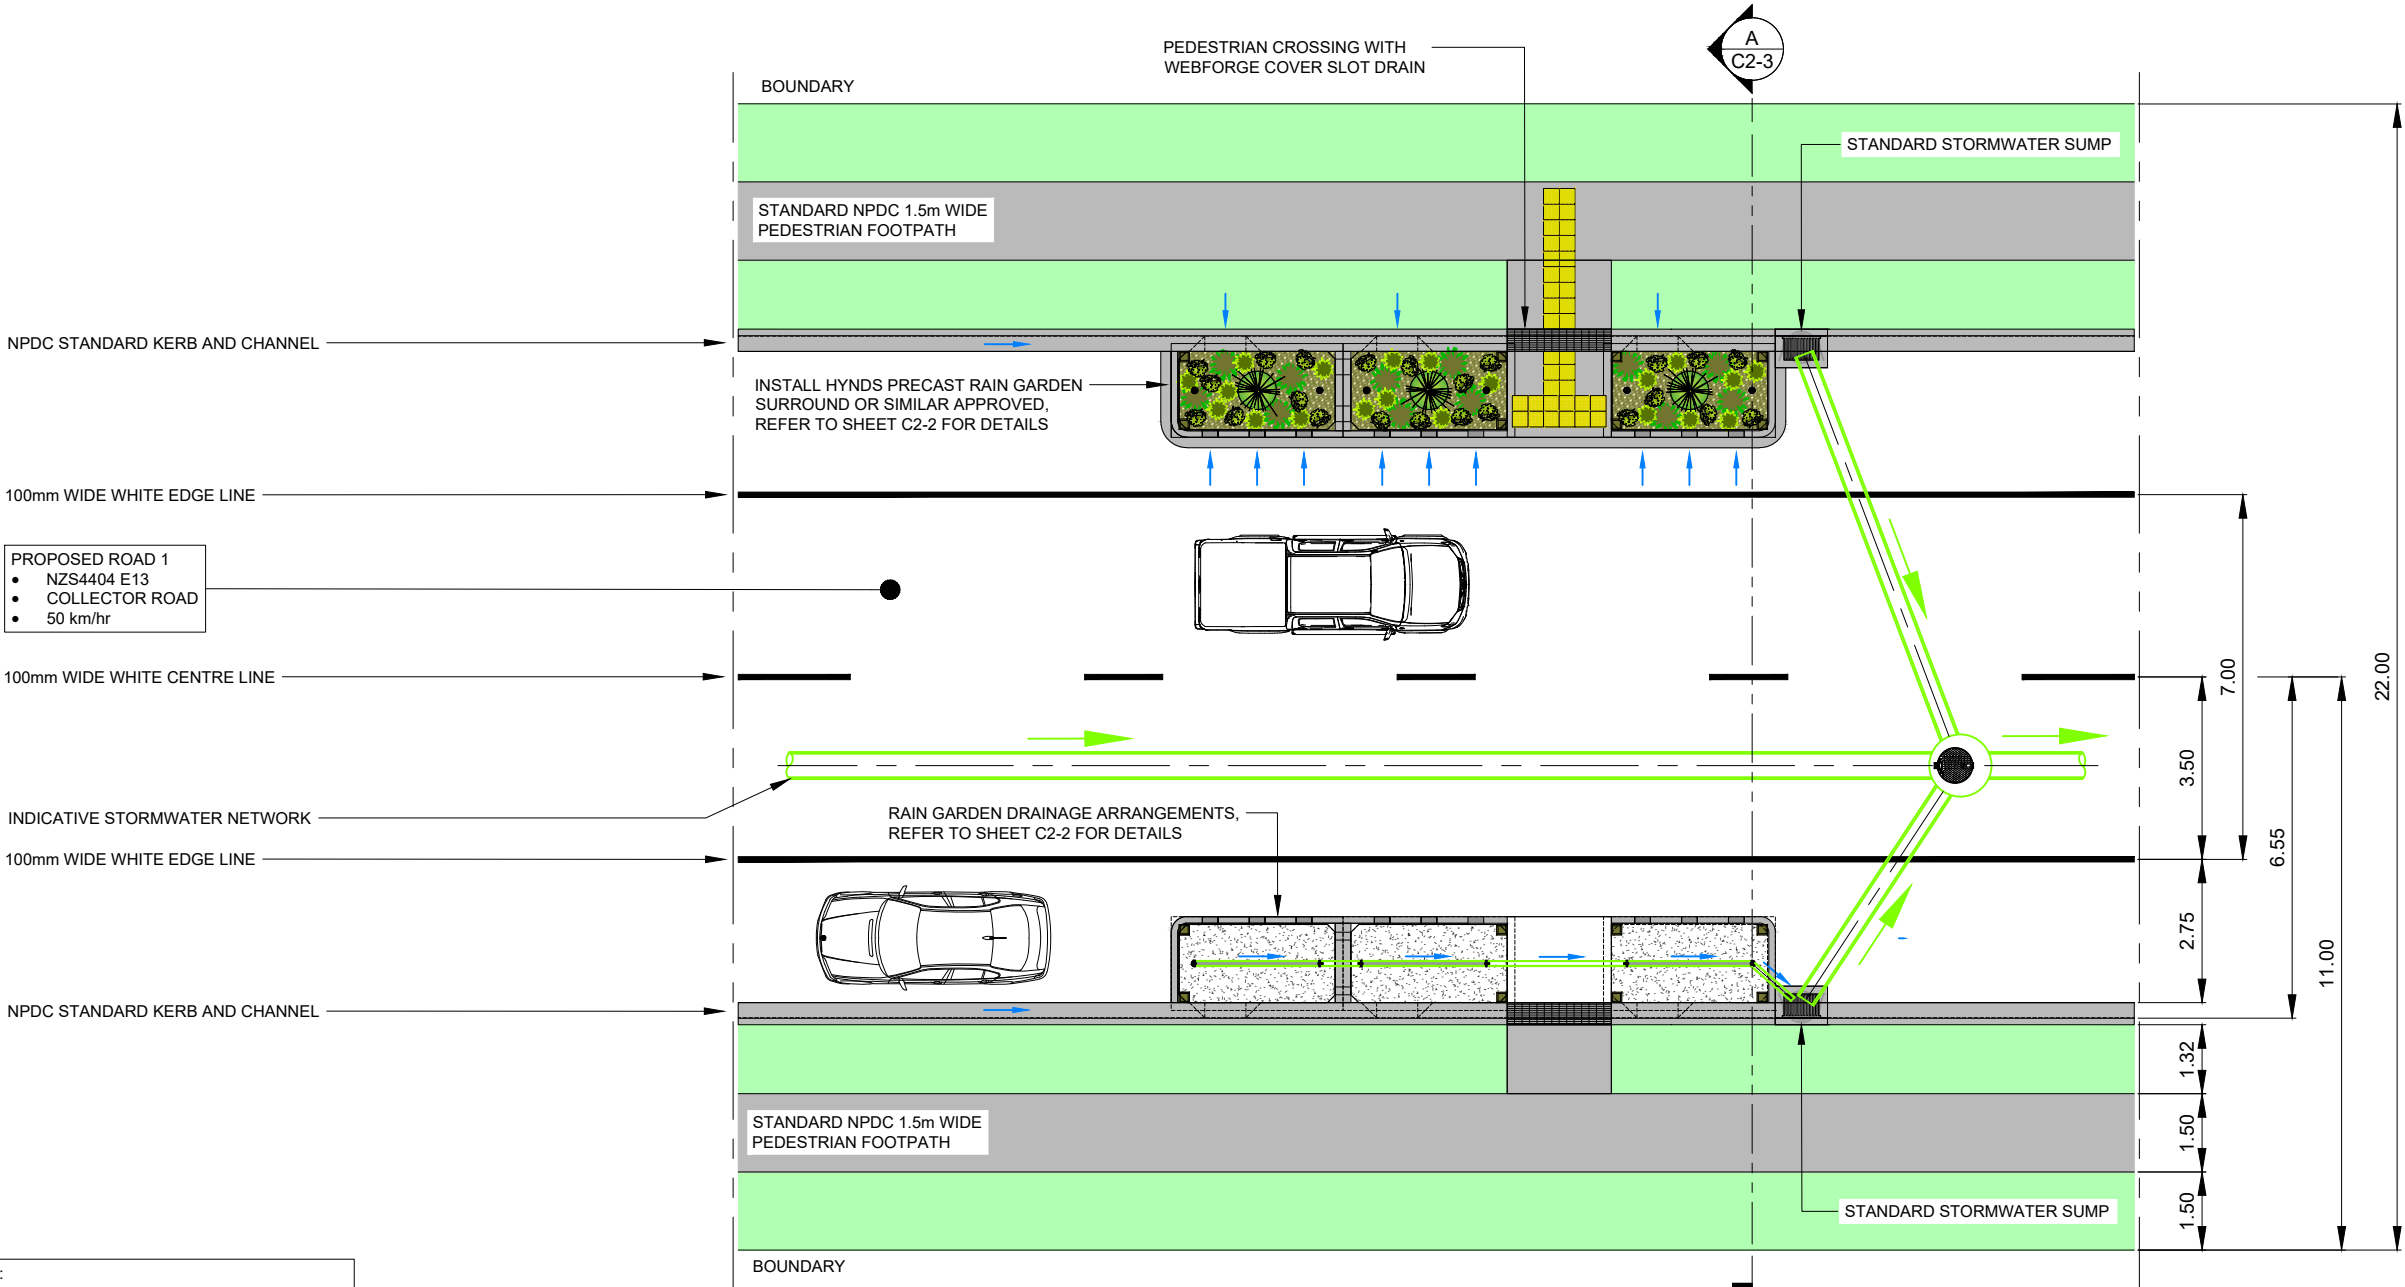 PEDESTRIAN CROSSING WITH
WEBFORGE COVER SLOT DRAIN
A
C2-3
BOUNDARY
STANDARD STORMWATER SUMP
STANDARD NPDC 1.5m WIDE
PEDESTRIAN FOOTPATH
NPDC STANDARD KERB AND CHANNEL
INSTALL HYNDS PRECAST RAIN GARDEN
SURROUND OR SIMILAR APPROVED,
REFER TO SHEET C2-2 FOR DETAILS
100mm WIDE WHITE EDGE LINE
PROPOSED ROAD 1
• NZS4404 E13
• COLLECTOR ROAD
• 50 km/hr
100mm WIDE WHITE CENTRE LINE
7.00
22.00
3.50
INDICATIVE STORMWATER NETWORK
RAIN GARDEN DRAINAGE ARRANGEMENTS,
REFER TO SHEET C2-2 FOR DETAILS
100mm WIDE WHITE EDGE LINE
6.55
2.75
11.00
NPDC STANDARD KERB AND CHANNEL
1.32
STANDARD NPDC 1.5m WIDE
PEDESTRIAN FOOTPATH
1.50
STANDARD STORMWATER SUMP
1.50
BOUNDARY
: